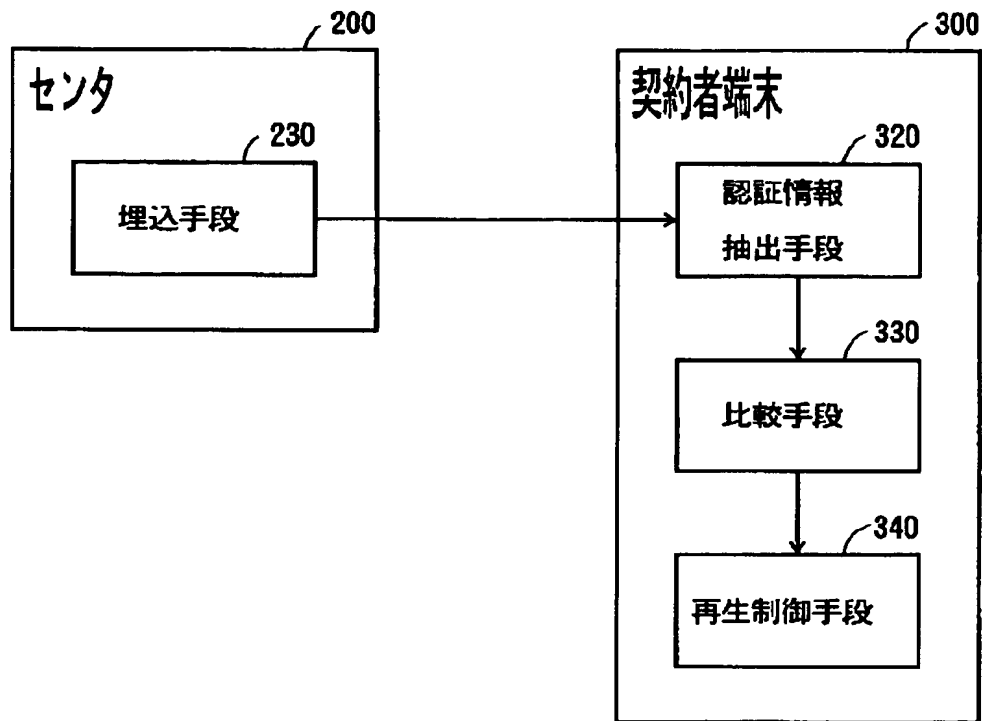 200
センタ
230
埋込手段
300
契約者端末
320
認証情報
抽出手段
330
比較手段
340
再生制御手段